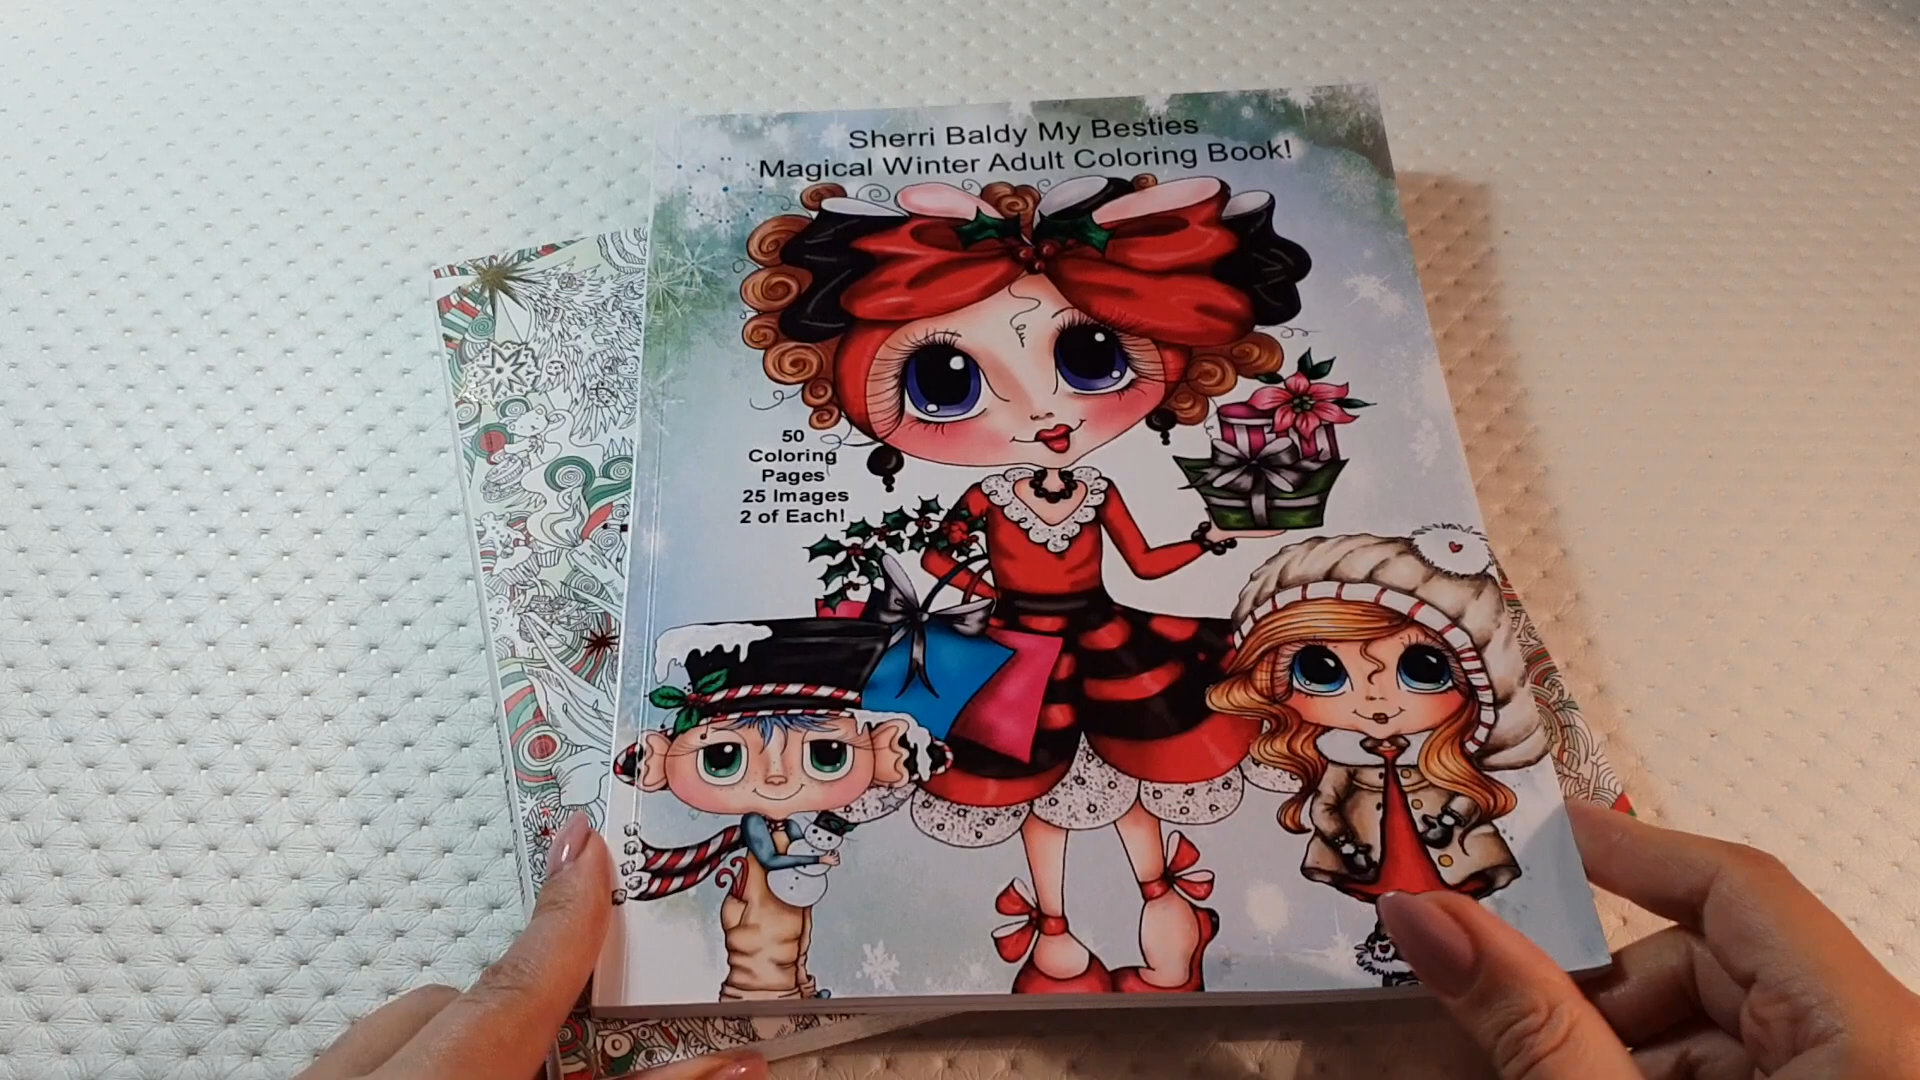 Sherri Baldy My Besties
Magical Winter Adult Coloring Book!
50
Coloring
Pages
25 Images
2 of Each!